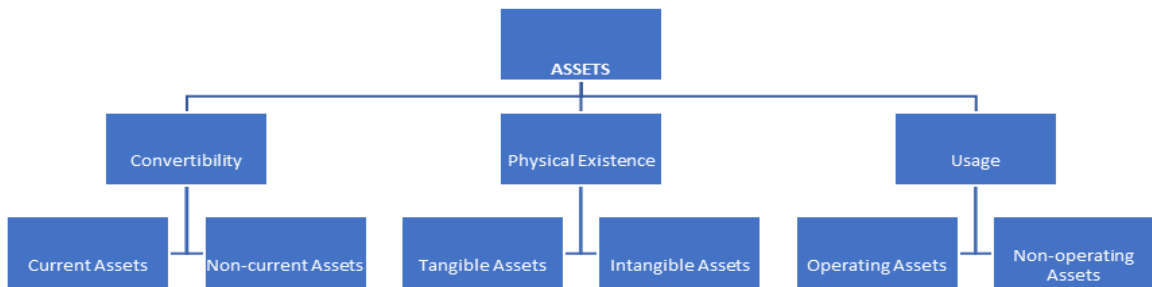 ASSETS
Convertibility
Physical Existence
Usage
Current Assets
Non-current Assets
Tangible Assets
Intangible Assets
Operating Assets
Non-operating
Assets